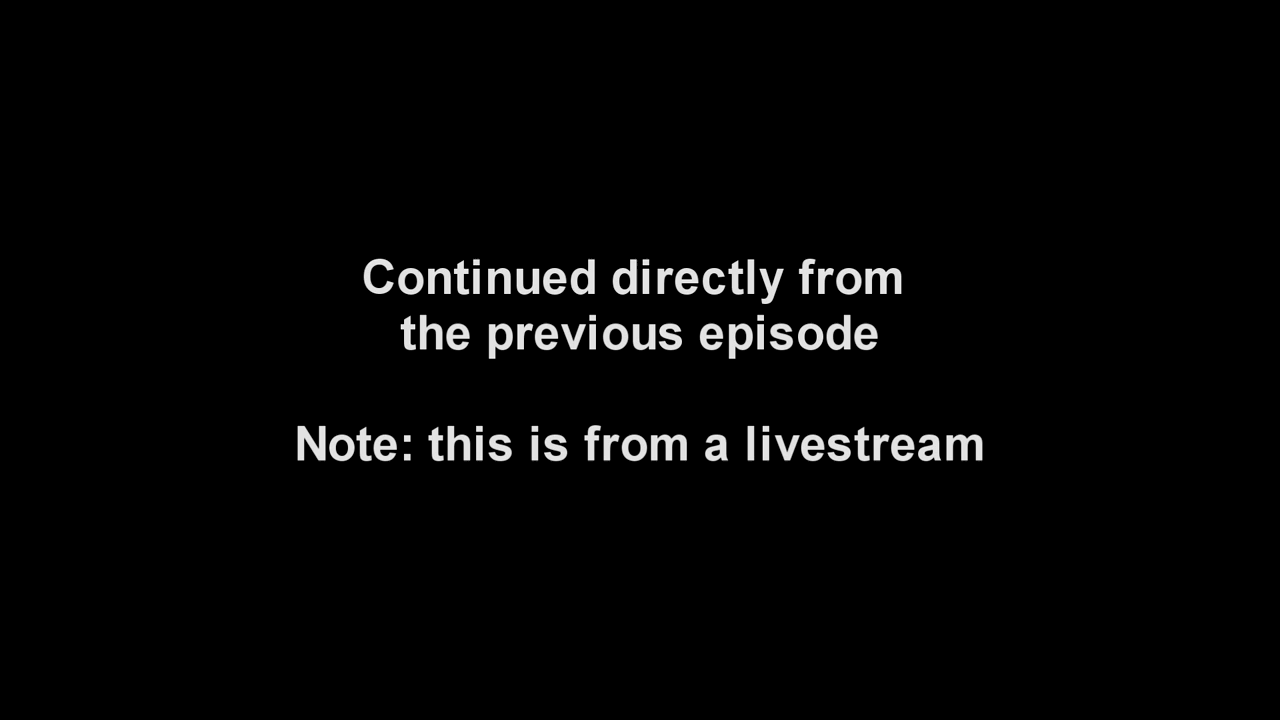 Continued directly from
the previous episode
Note: this is from a livestream